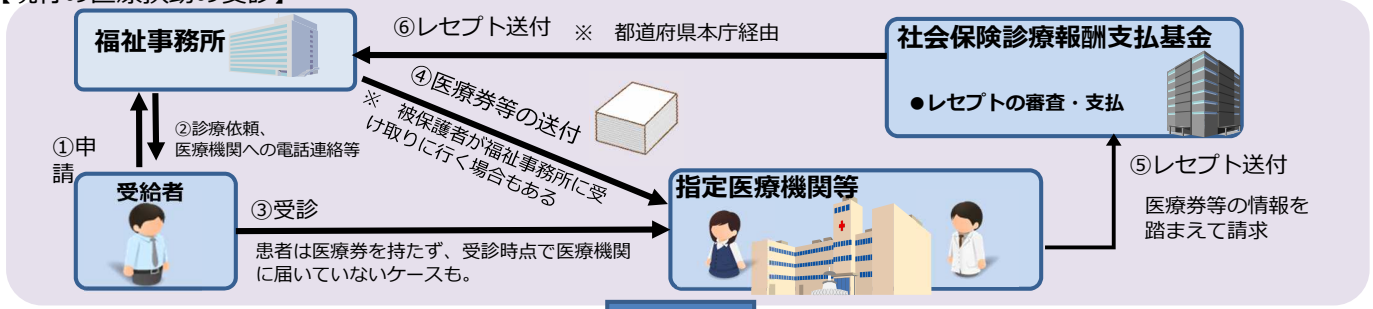 【現行の医療扶助の受診】
福祉事務所
⑥レセプト送付 ※ 都道府県本庁経由
社会保険診療報酬支払基金
●レセプトの審査・支払
④医療券等の送付
※ 被保護者が福祉事務所に受
け取りに行く場合もある
①申
請
②診療依頼、
医療機関への電話連絡等
受給者
③受診
患者は医療券を持たず、受診時点で医療機関
に届いていないケースも。
指定医療機関等
⑤レセプト送付
医療券等の情報を
踏まえて請求